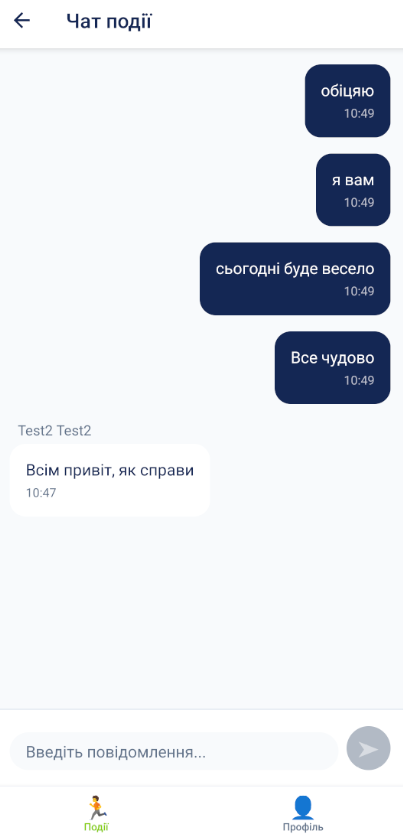 Чат події
обіцяю
10:49
я вам
10:49
сьогодні буде весело
10:49
Все чудово
10:49
Test2 Test2
Всім привіт, як справи
10:47
Введіть повідомлення...
Події
Профіль